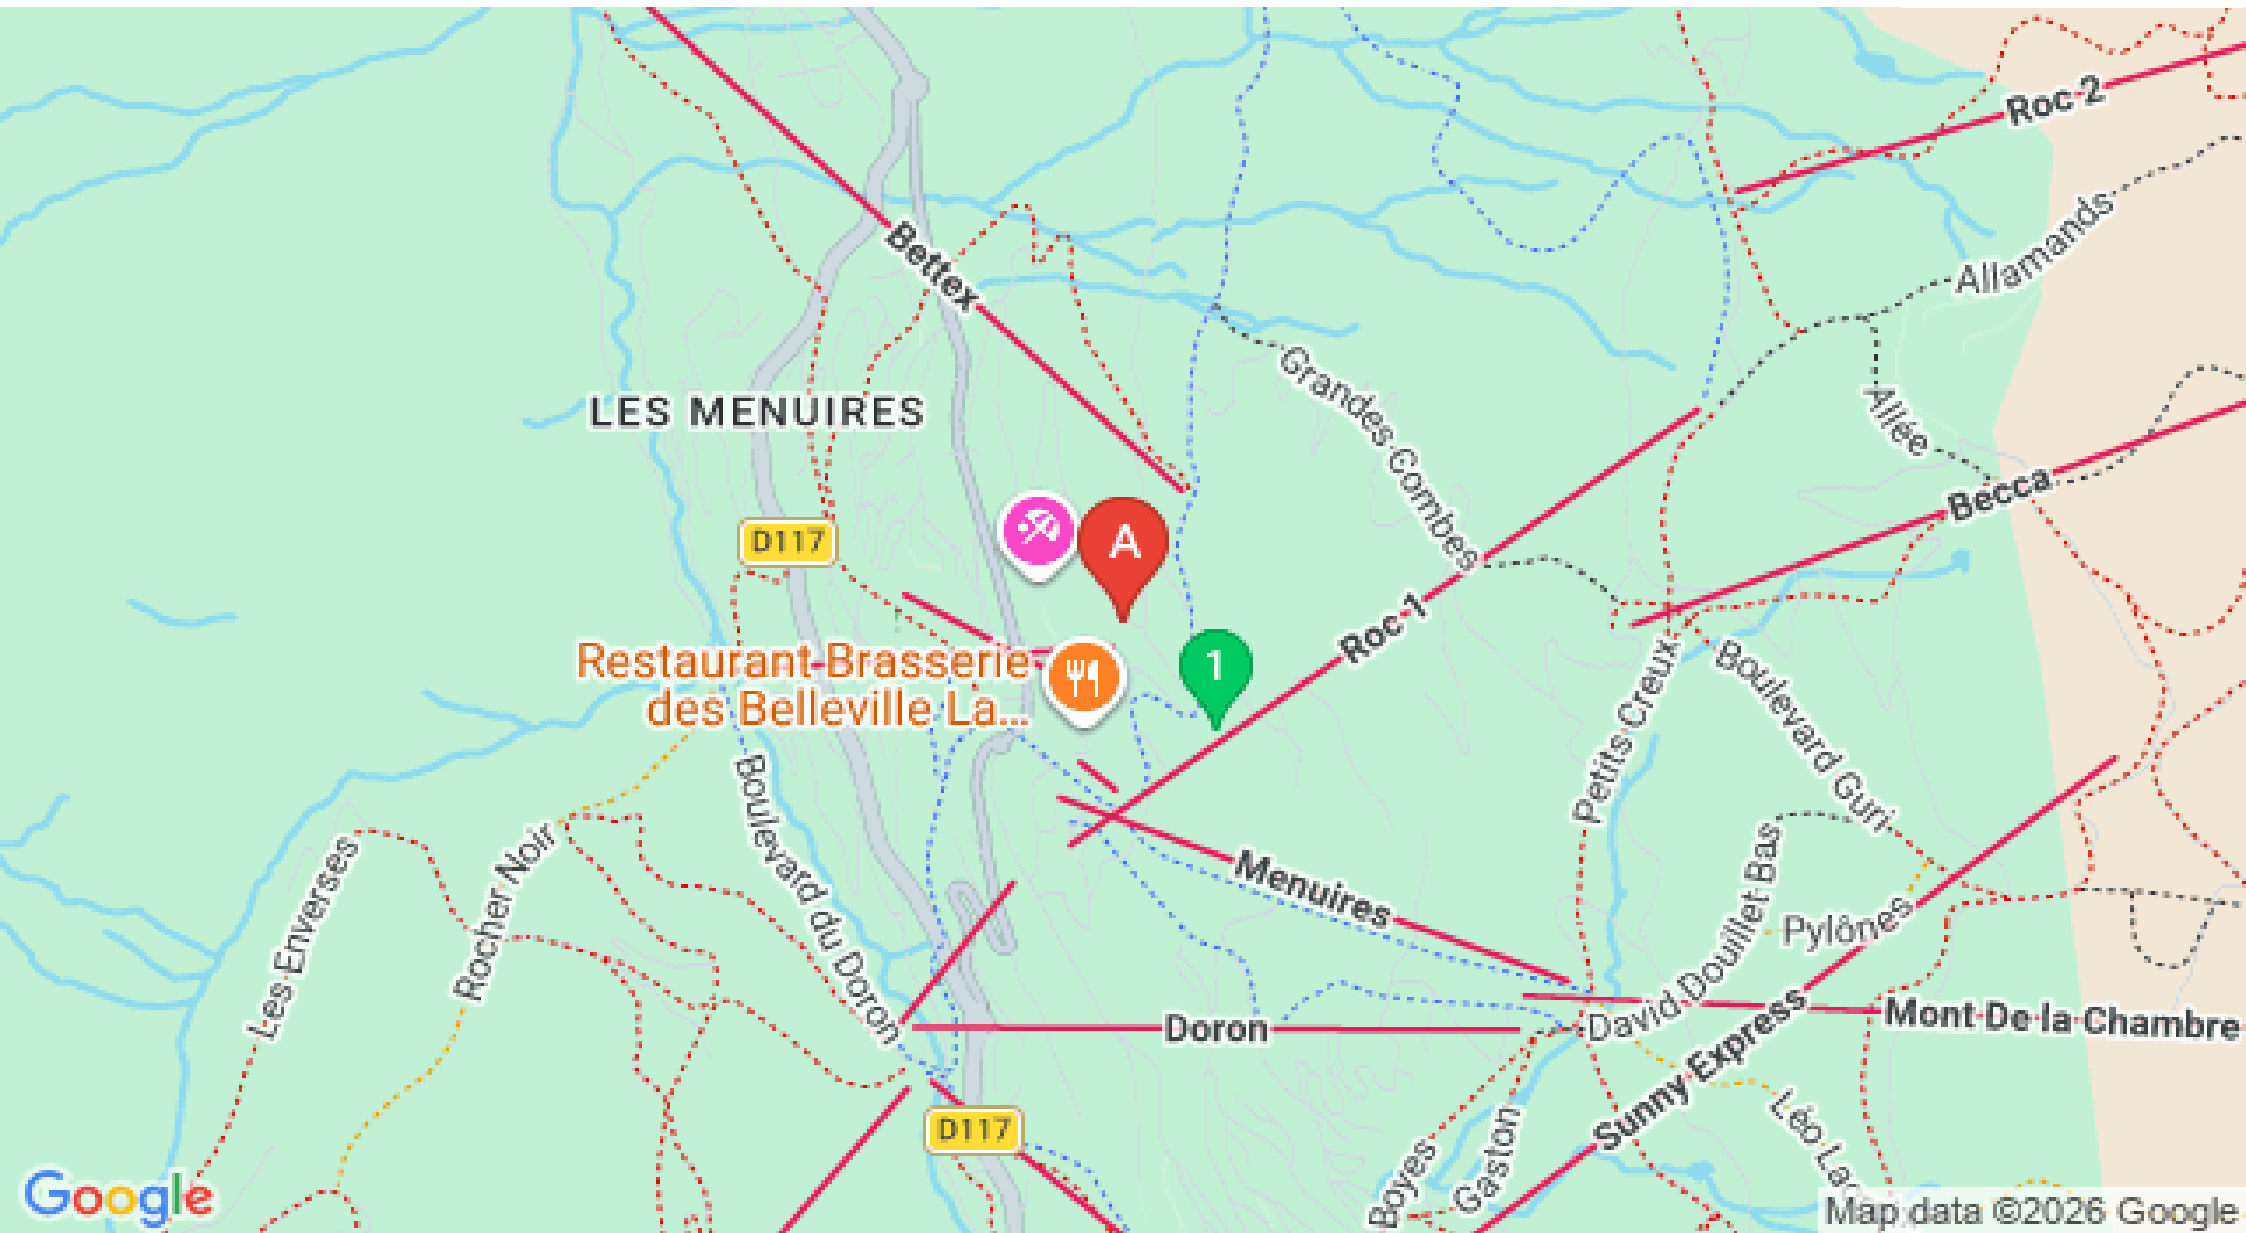 Roc 2
Bettex
Allamands
Grandes Combes
Allée
LES MENUIRES
Becca
D117
A
Roc 1
1
Restaurant Brasserie
des Belleville La...
Petits Creux
Boulevard Guri
Boulevard du Doron
Les Enverses
Rocher Noir
Menuires
David Douillet Bas
Pylônes
Doron
Mont De la Chambre
Sunny Express
D117
Boyes
Gaston
Léo Lac
Google
Map data ©2026 Google